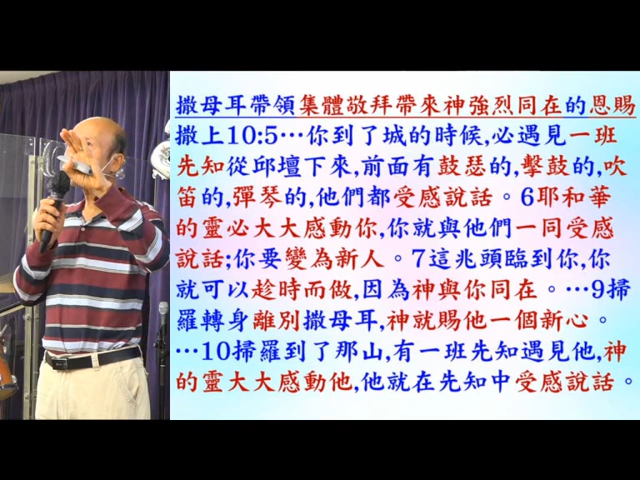 撒母耳帶領集體敬拜帶來神強烈同在的恩賜
撒上10:5…你到了城的時候,必遇見一班
先知從邱壇下來,前面有鼓瑟的,擊鼓的,吹
笛的,彈琴的,他們都受感說話。6耶和華
的靈必大大感動你,你就與他們一同受感
說話;你要變為新人。7這兆頭臨到你,你
就可以趁時而做,因為神與你同在。…9掃
羅轉身離別撒母耳,神就賜他一個新心。
…10掃羅到了那山,有一班先知遇見他,神
的靈大大感動他,他就在先知中受感說話。